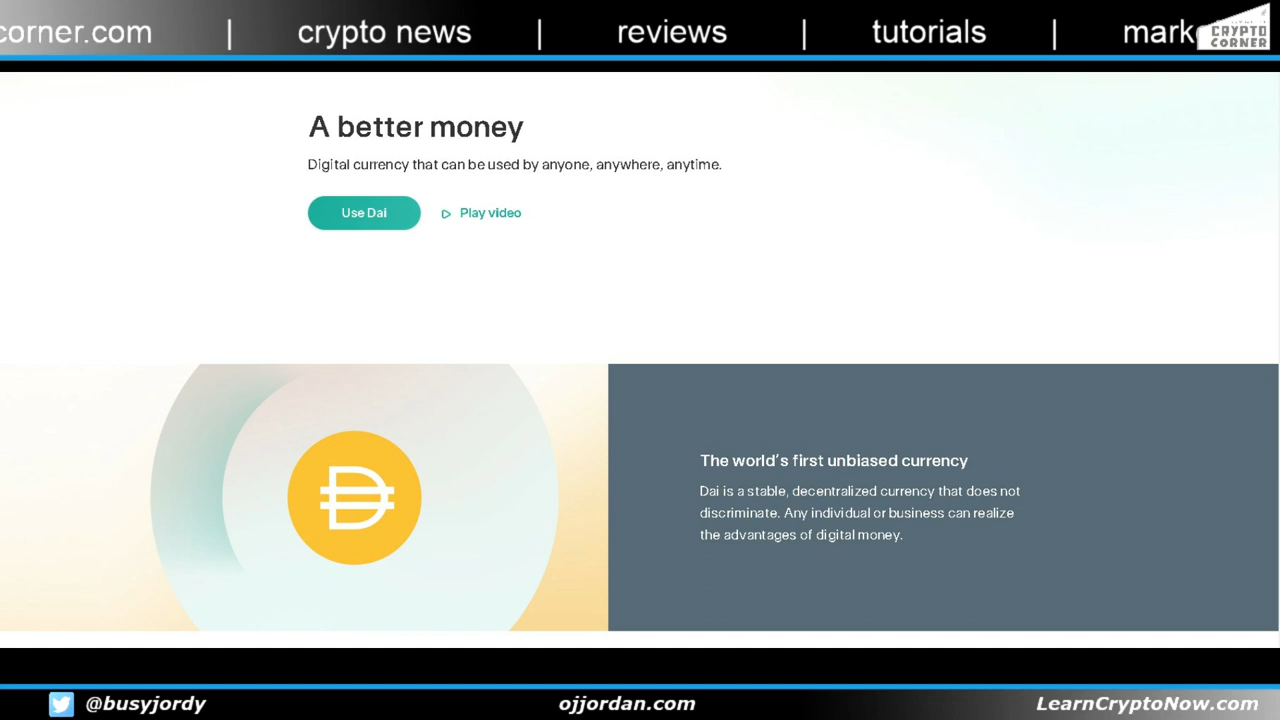 corner.com | crypto news | reviews | tutorials | mark
CRYPTO
CORNER
A better money
Digital currency that can be used by anyone, anywhere, anytime.
Use Dai
Play video
The world's first unbiased currency
Dai is a stable, decentralized currency that does not
discriminate. Any individual or business can realize
the advantages of digital money.
@busyjordy
ojjordan.com
LearnCryptoNow.com